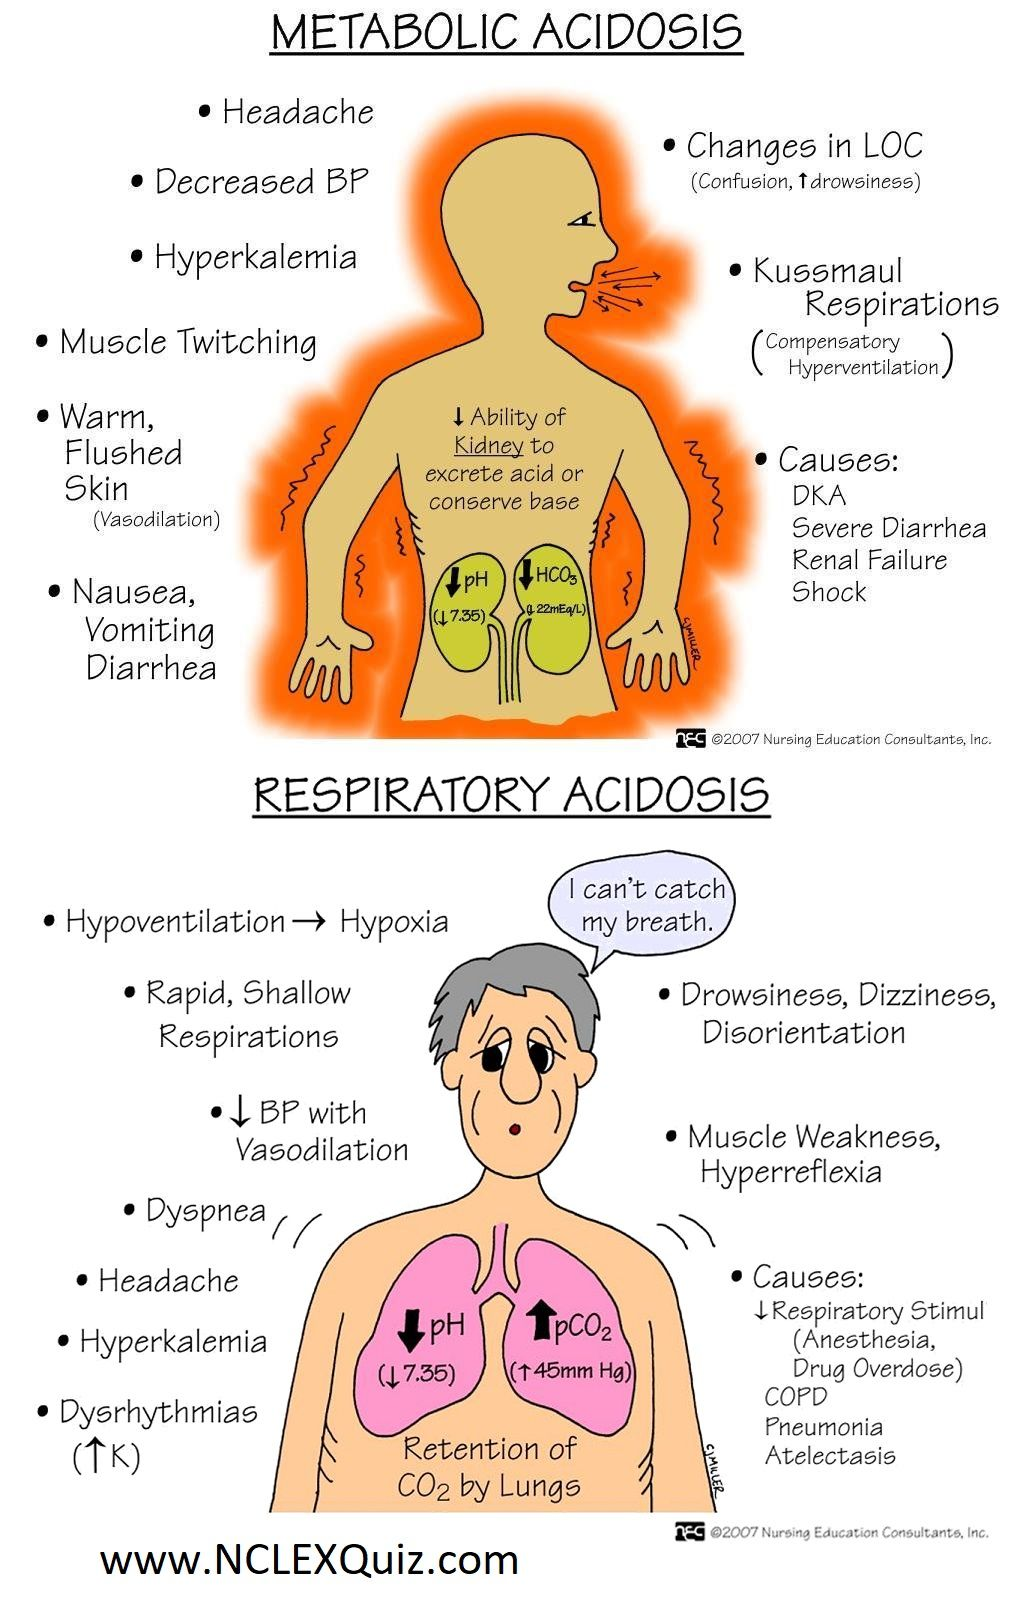 METABOLIC ACIDOSIS
• Headache
• Decreased BP
• Hyperkalemia
• Muscle Twitching
• Warm,
Flushed
Skin
(Vasodilation)
• Nausea,
Vomiting
Diarrhea
• Changes in LOC
(Confusion, ↑drowsiness)
• Kussmaul
Respirations
(Compensatory
Hyperventilation)
• Causes:
DKA
Severe Diarrhea
Renal Failure
Shock
↓ Ability of
Kidney to
excrete acid or
conserve base
↓pH
(↓7.35)
↓HCO3
(↓ 22mEq/L)
CJMILLER
nec ©2007 Nursing Education Consultants, Inc.
RESPIRATORY ACIDOSIS
I can't catch
my breath.
• Hypoventilation → Hypoxia
• Rapid, Shallow
Respirations
• ↓ BP with
Vasodilation
• Dyspnea
• Headache
• Hyperkalemia
• Dysrhythmias
(↑K)
• Drowsiness, Dizziness,
Disorientation
• Muscle Weakness,
Hyperreflexia
• Causes:
↓Respiratory Stimul
(Anesthesia,
Drug Overdose)
COPD
Pneumonia
Atelectasis
↓pH
(↓7.35)
↑pCO2
(↑45mm Hg)
Retention of
CO2 by Lungs
CJMILLER
nec ©2007 Nursing Education Consultants, Inc.
www.NCLEXQuiz.com